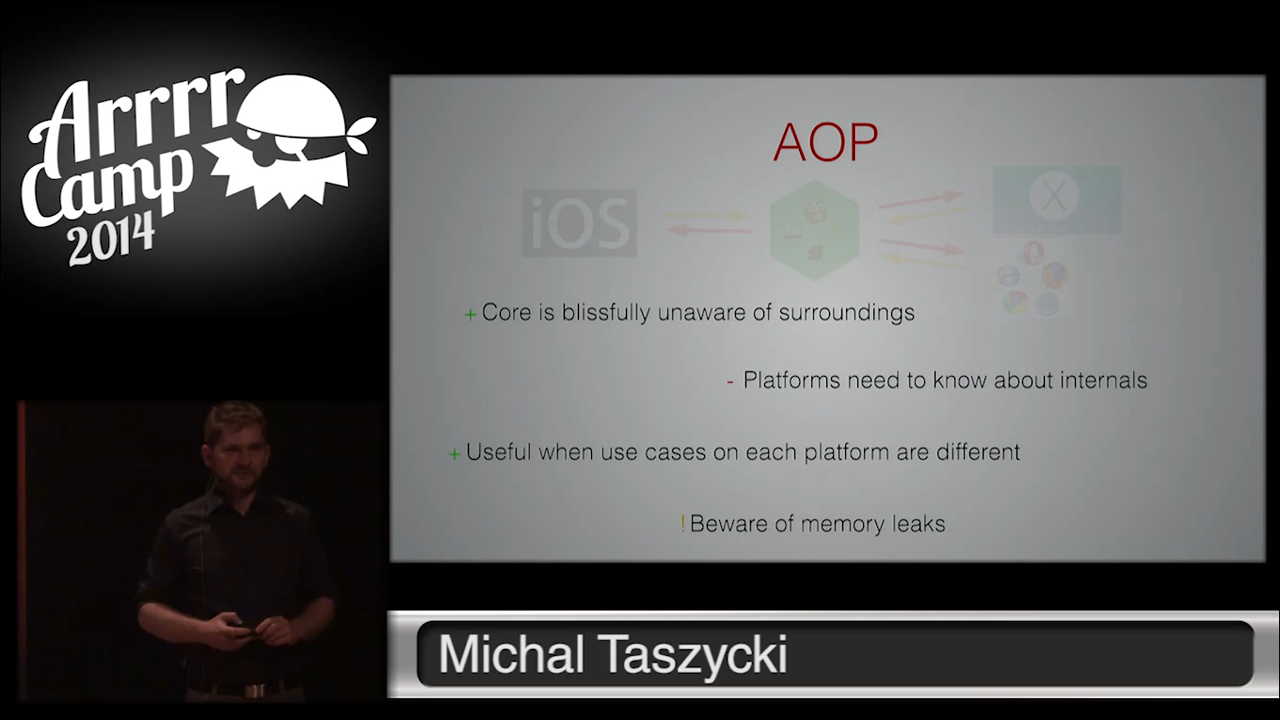 Arrrr
Camp
2014
AOP
iOS
X
+ Core is blissfully unaware of surroundings
- Platforms need to know about internals
+ Useful when use cases on each platform are different
! Beware of memory leaks
Michal Taszycki